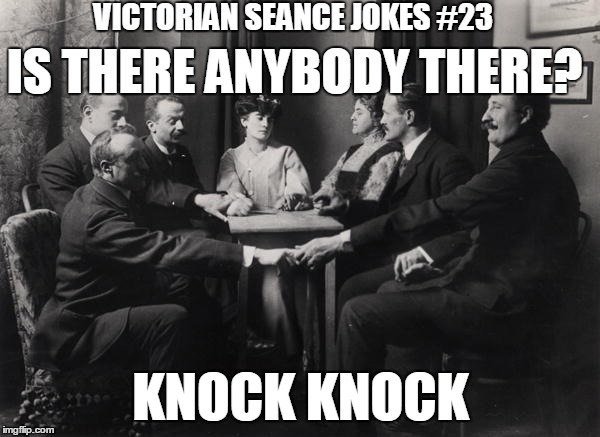 VICTORIAN SEANCE JOKES #23
IS THERE ANYBODY THERE?
KNOCK KNOCK
imgflip.com